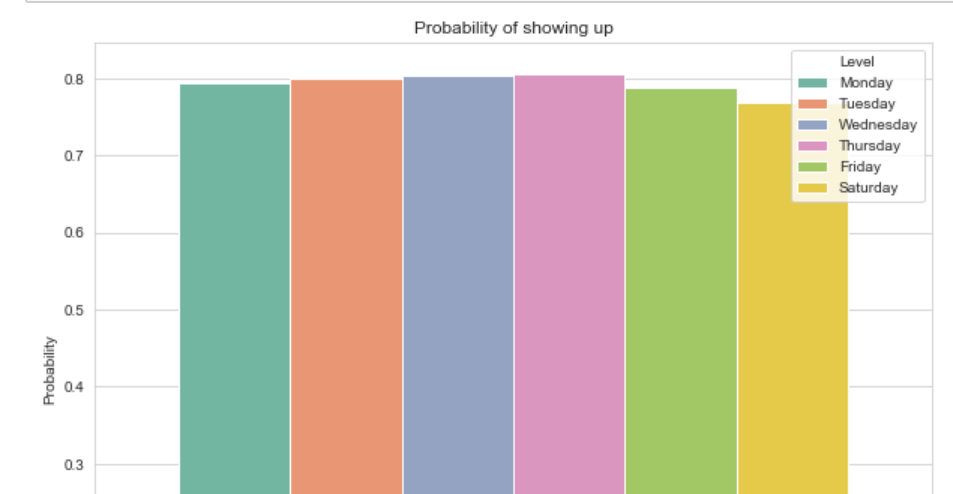 Probability of showing up
Level
Monday
Tuesday
Wednesday
Thursday
Friday
Saturday
0.8
0.7
0.6
0.5
0.4
0.3
Probability